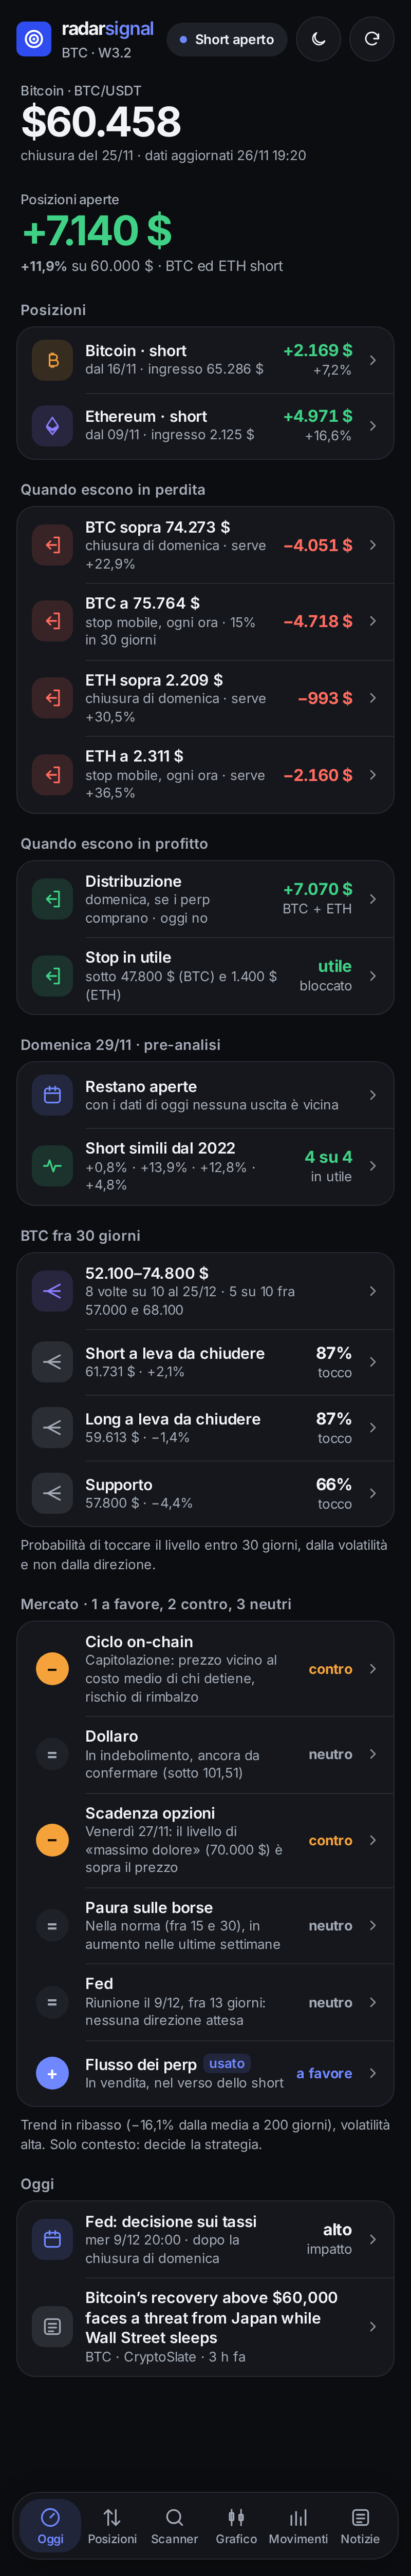 radarsignal
BTC · W3.2
Short aperto
Bitcoin · BTC/USDT
$60.458
chiusura del 25/11 · dati aggiornati 26/11 19:20
Posizioni aperte
+7.140 $
+11,9% su 60.000 $ · BTC ed ETH short
Posizioni
Bitcoin · short
dal 16/11 · ingresso 65.286 $
+2.169 $
+7,2%
Ethereum · short
dal 09/11 · ingresso 2.125 $
+4.971 $
+16,6%
Quando escono in perdita
BTC sopra 74.273 $
chiusura di domenica · serve
+22,9%
−4.051 $
BTC a 75.764 $
stop mobile, ogni ora · 15%
in 30 giorni
−4.718 $
ETH sopra 2.209 $
chiusura di domenica · serve
+30,5%
−993 $
ETH a 2.311 $
stop mobile, ogni ora · serve
+36,5%
−2.160 $
Quando escono in profitto
Distribuzione
domenica, se i perp
comprano · oggi no
+7.070 $
BTC + ETH
Stop in utile
sotto 47.800 $ (BTC) e 1.400 $
(ETH)
utile
bloccato
Domenica 29/11 · pre-analisi
Restano aperte
con i dati di oggi nessuna uscita è vicina
Short simili dal 2022
+0,8% · +13,9% · +12,8% ·
+4,8%
4 su 4
in utile
BTC fra 30 giorni
52.100–74.800 $
8 volte su 10 al 25/12 · 5 su 10 fra
57.000 e 68.100
Short a leva da chiudere
61.731 $ · +2,1%
87%
tocco
Long a leva da chiudere
59.613 $ · −1,4%
87%
tocco
Supporto
57.800 $ · −4,4%
66%
tocco
Probabilità di toccare il livello entro 30 giorni, dalla volatilità
e non dalla direzione.
Mercato · 1 a favore, 2 contro, 3 neutri
Ciclo on-chain
Capitolazione: prezzo vicino al
costo medio di chi detiene,
rischio di rimbalzo
contro
Dollaro
In indebolimento, ancora da
confermare (sotto 101,51)
neutro
Scadenza opzioni
Venerdì 27/11: il livello di
«massimo dolore» (70.000 $) è
sopra il prezzo
contro
Paura sulle borse
Nella norma (fra 15 e 30), in
aumento nelle ultime settimane
neutro
Fed
Riunione il 9/12, fra 13 giorni:
nessuna direzione attesa
neutro
Flusso dei perp usato
In vendita, nel verso dello short
a favore
Trend in ribasso (−16,1% dalla media a 200 giorni), volatilità
alta. Solo contesto: decide la strategia.
Oggi
Fed: decisione sui tassi
mer 9/12 20:00 · dopo la
chiusura di domenica
alto
impatto
Bitcoin’s recovery above $60,000
faces a threat from Japan while
Wall Street sleeps
BTC · CryptoSlate · 3 h fa
Oggi
Posizioni
Scanner
Grafico
Movimenti
Notizie